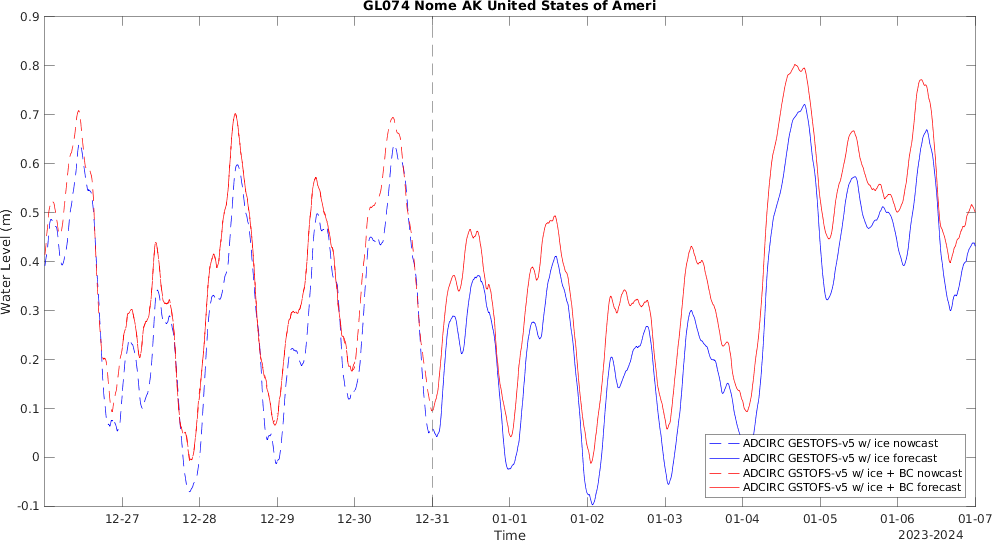 GL074 Nome AK United States of Ameri
0.9
0.8
0.7
0.6
0.5
0.4
0.3
0.2
0.1
0
-0.1
Water Level (m)
12-27 12-28 12-29 12-30 12-31 01-01 01-02 01-03 01-04 01-05 01-06 01-07
Time
2023-2024
ADCIRC GESTOFS-v5 w/ ice nowcast
ADCIRC GESTOFS-v5 w/ ice forecast
ADCIRC GSTOFS-v5 w/ ice + BC nowcast
ADCIRC GSTOFS-v5 w/ ice + BC forecast